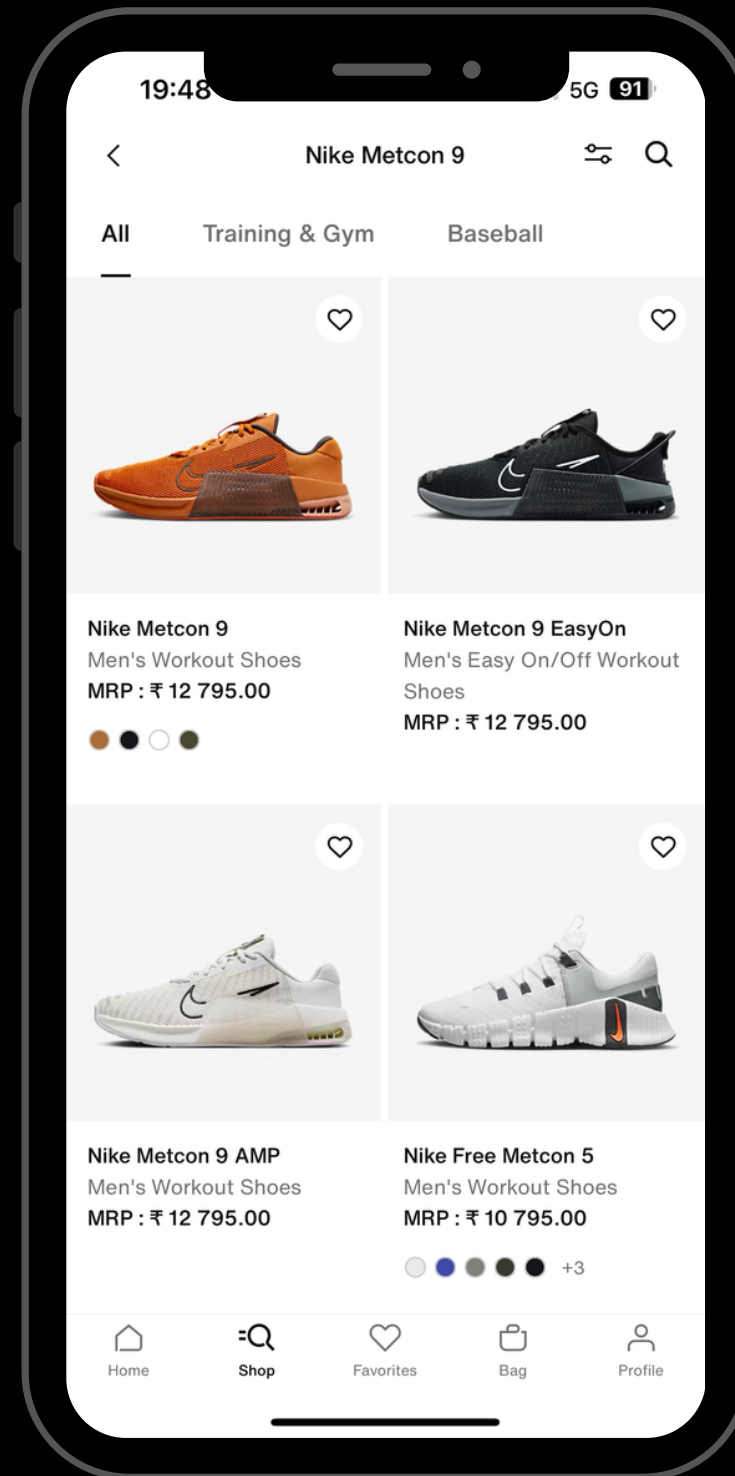 19:48
5G 91
Nike Metcon 9
All Training & Gym Baseball
Nike Metcon 9
Men's Workout Shoes
MRP : ₹ 12 795.00
Nike Metcon 9 EasyOn
Men's Easy On/Off Workout
Shoes
MRP : ₹ 12 795.00
Nike Metcon 9 AMP
Men's Workout Shoes
MRP : ₹ 12 795.00
Nike Free Metcon 5
Men's Workout Shoes
MRP : ₹ 10 795.00
+3
Home Shop Favorites Bag Profile